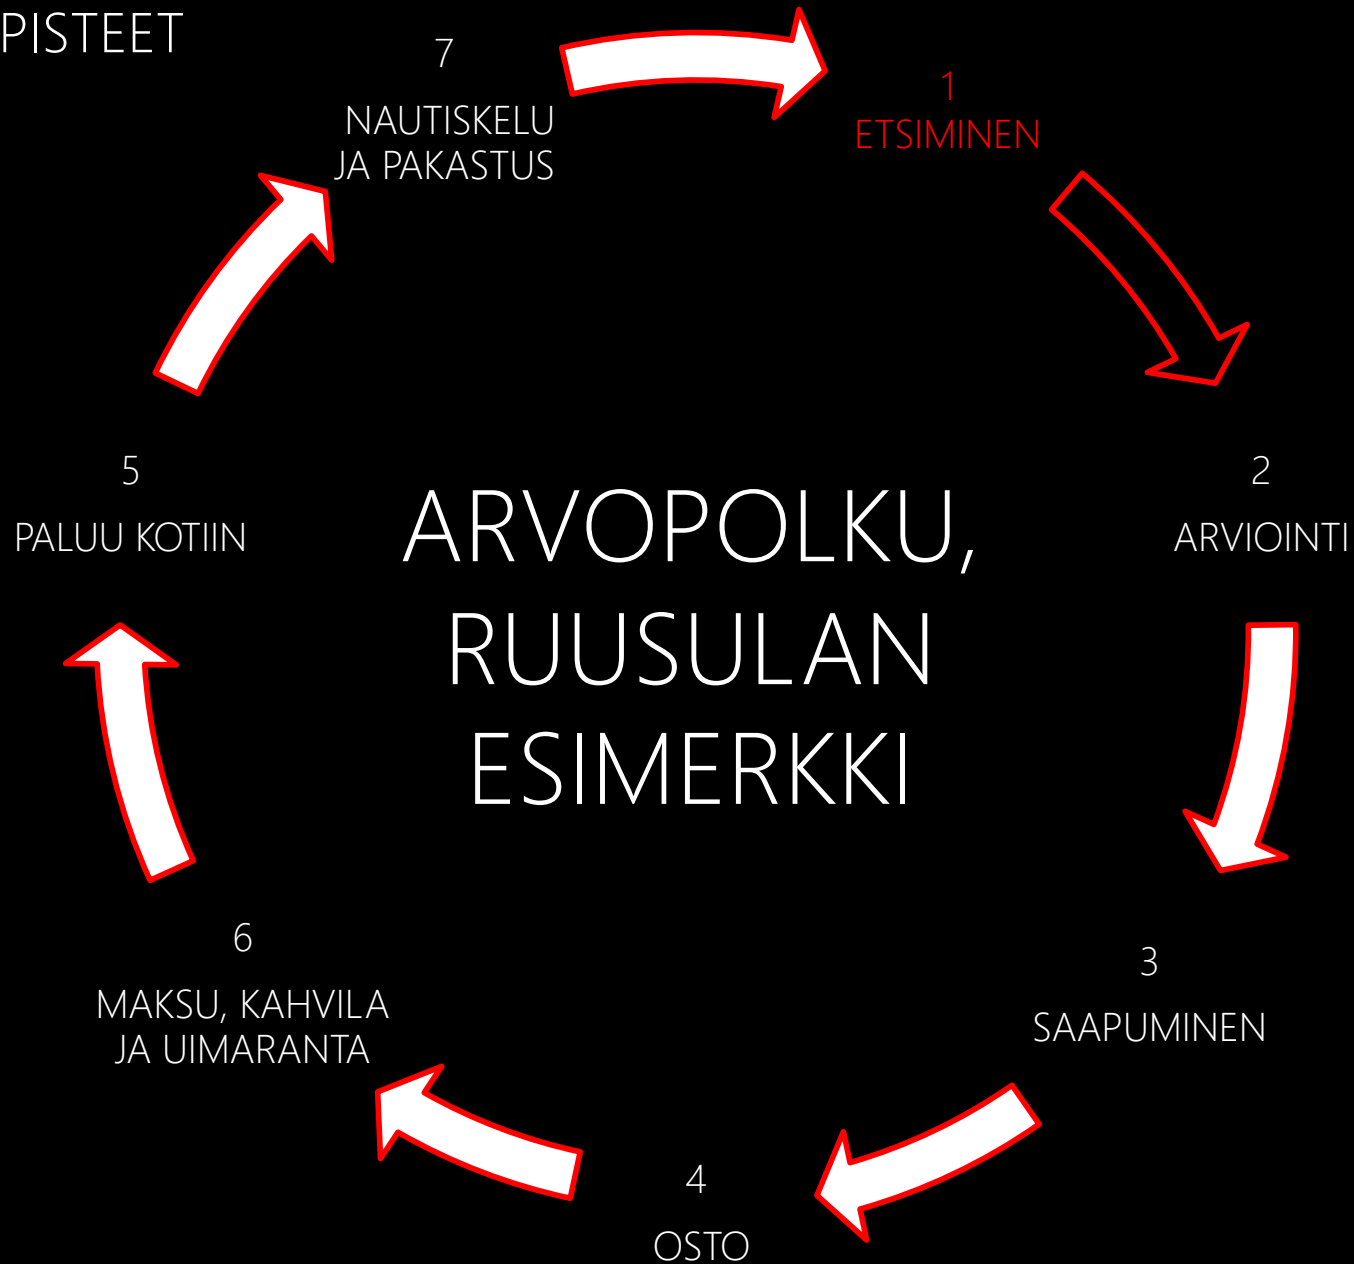 PISTEET
7
NAUTISKELU
JA PAKASTUS
1
ETSIMINEN
2
ARVIOINTI
3
SAAPUMINEN
4
OSTO
6
MAKSU, KAHVILA
JA UIMARANTA
5
PALUU KOTIIN
ARVOPOLKU,
RUUSULAN
ESIMERKKI